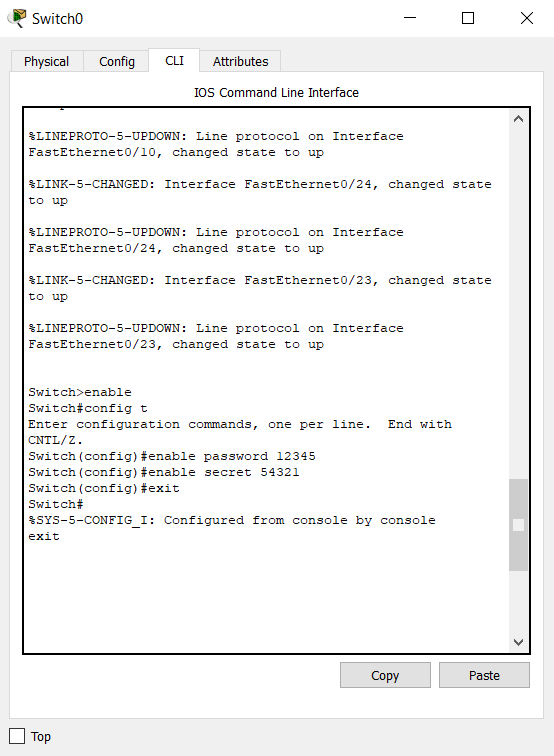 Switch0
Physical
Config
CLI
Attributes
IOS Command Line Interface
%LINEPROTO-5-UPDOWN: Line protocol on Interface
FastEthernet0/10, changed state to up
%LINK-5-CHANGED: Interface FastEthernet0/24, changed state
to up
%LINEPROTO-5-UPDOWN: Line protocol on Interface
FastEthernet0/24, changed state to up
%LINK-5-CHANGED: Interface FastEthernet0/23, changed state
to up
%LINEPROTO-5-UPDOWN: Line protocol on Interface
FastEthernet0/23, changed state to up
Switch>enable
Switch#config t
Enter configuration commands, one per line.  End with
CNTL/Z.
Switch(config)#enable password 12345
Switch(config)#enable secret 54321
Switch(config)#exit
Switch#
%SYS-5-CONFIG_I: Configured from console by console
exit
Copy
Paste
Top